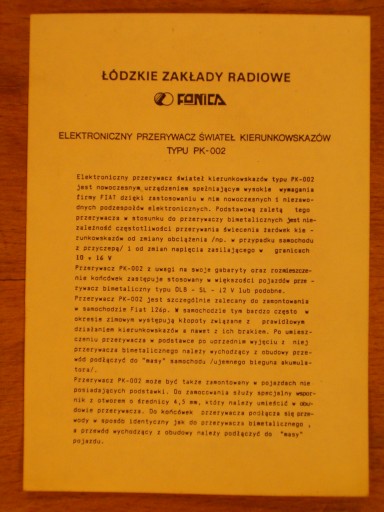 ŁÓDZKIE ZAKŁADY RADIOWE
FONICA
ELEKTRONICZNY PRZERYWACZ ŚWIATEŁ KIERUNKOWSKAZÓW
TYPU PK-002
Elektroniczny przerywacz świateł kierunkowskazów typu PK-002
jest nowoczesnym urządzeniem spełniającym wysokie wymagania
firmy FIAT dzięki zastosowaniu w nim nowoczesnych i niezawo-
dnych podzespołów elektronicznych. Podstawową zaletą tego
przerywacza w stosunku do przerywaczy bimetalicznych jest nie-
zależność częstotliwości przerywania świecenia żarówek kie -
runkowskazów od zmiany obciążenia /np. w przypadku samochodu
z przyczepą/ i od zmian napięcia zasilającego w granicach
10 ÷ 16 V
Przerywacz PK-002 z uwagi na swoje gabaryty oraz rozmieszcze-
nie końcówek zastępuje stosowany w większości pojazdów prze -
rywacz bimetaliczny typu DLB - SL - 12 V lub podobne.
Przerywacz PK-002 jest szczególnie zalecany do zamontowania
w samochodzie Fiat 126p. W samochodzie tym bardzo często w
okresie zimowym występują kłopoty związane z prawidłowym
działaniem kierunkowskazów a nawet z ich brakiem. Po umiesz-
szeniu przerywacza w podstawce po uprzednim wyjęciu z niej
przerywacza bimetalicznego należy wychodzący z obudowy prze-
wód podłączyć do "masy" samochodu /ujemnego bieguna akumula-
tora/.
Przerywacz PK-002 może być także zamontowany w pojazdach nie
posiadających podstawki. Do zamocowania służy specjalny wspor-
nik z otworem o średnicy 4,5 mm, który należy umieścić w obu-
dowie przerywacza. Do końcówek przerywacza podłącza się prze-
wody w sposób identyczny jak do przerywacza bimetalicznego ,
a przewód wychodzący z obudowy należy podłączyć do "masy"
pojazdu.